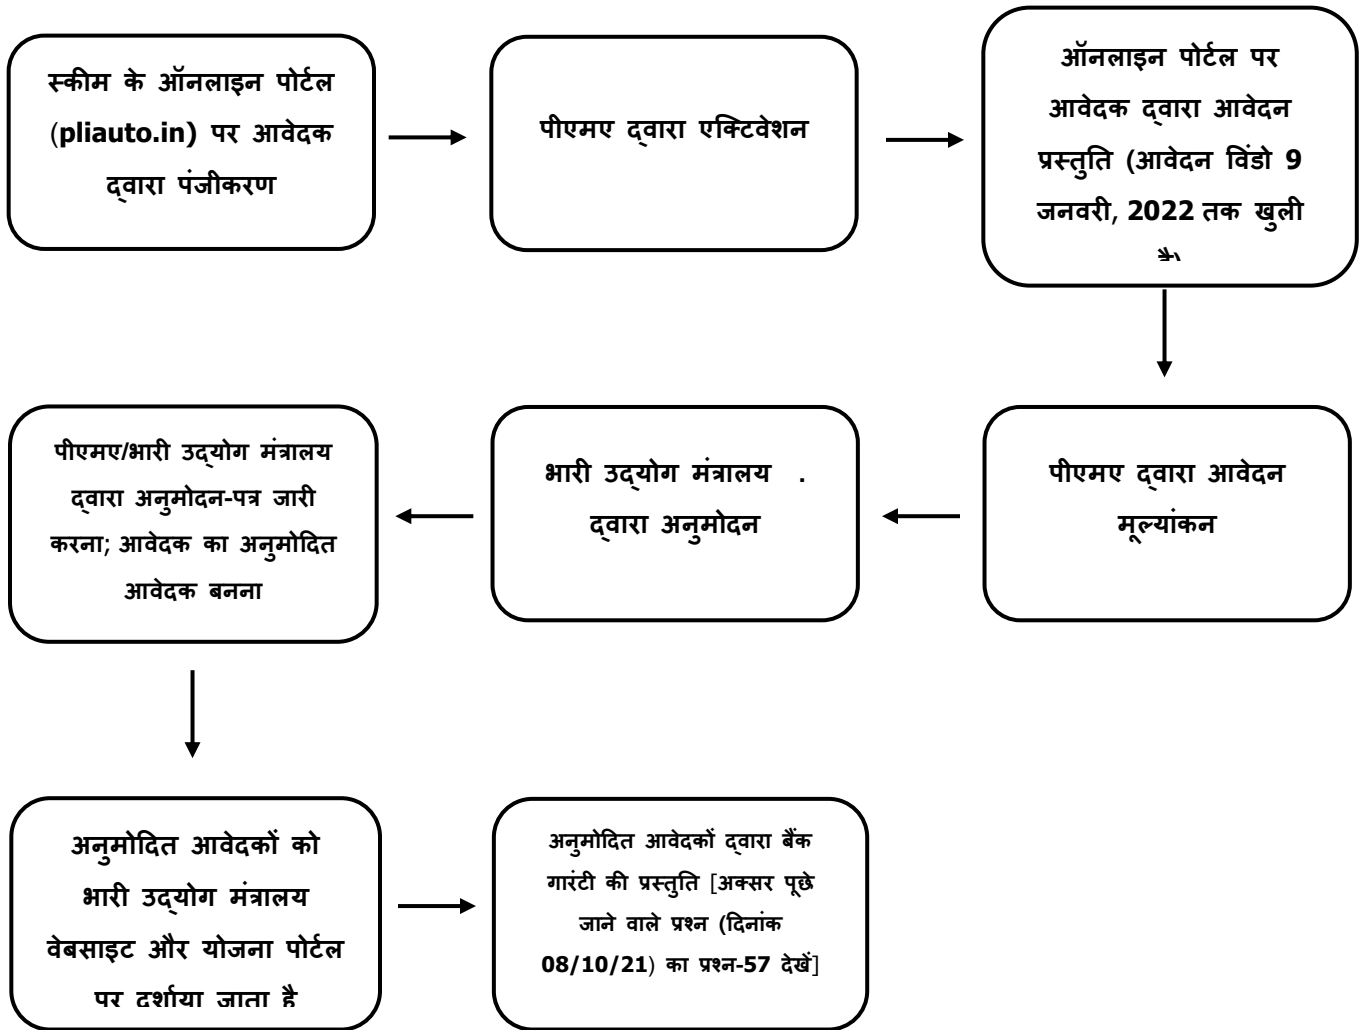 स्कीम के ऑनलाइन पोर्टल
(pliauto.in) पर आवेदक
द्वारा पंजीकरण
पीएमए द्वारा एक्टिवेशन
ऑनलाइन पोर्टल पर
आवेदक द्वारा आवेदन
प्रस्तुति (आवेदन विंडो 9
जनवरी, 2022 तक खुली
पीएमए द्वारा आवेदन
मूल्यांकन
भारी उद्योग मंत्रालय .
द्वारा अनुमोदन
पीएमए/भारी उद्योग मंत्रालय
द्वारा अनुमोदन-पत्र जारी
करना; आवेदक का अनुमोदित
आवेदक बनना
अनुमोदित आवेदकों को
भारी उद्योग मंत्रालय
वेबसाइट और योजना पोर्टल
पर दर्शाया जाता है
अनुमोदित आवेदकों द्वारा बैंक
गारंटी की प्रस्तुति [अक्सर पूछे
जाने वाले प्रश्न (दिनांक
08/10/21) का प्रश्न-57 देखें]